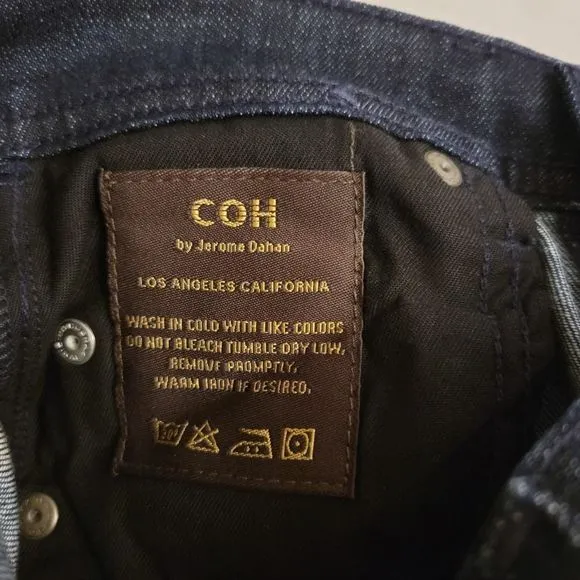 COH
by Jerome Dahan
LOS ANGELES CALIFORNIA
WASH IN COLD WITH LIKE COLORS
DO NOT BLEACH TUMBLE DRY LOW,
REMOVE PROMPTLY,
WARM IRON IF DESIRED,